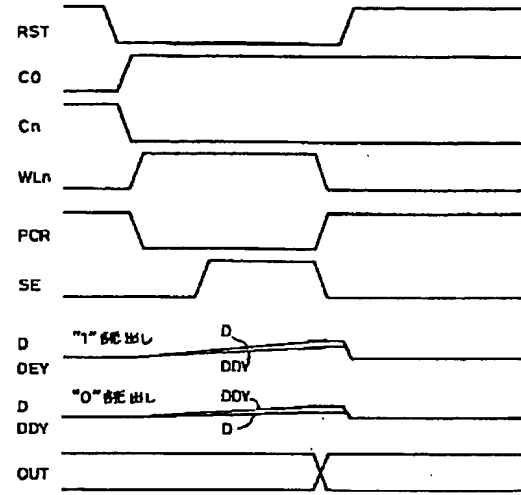 RST
C0
Cn
WLn
PCR
SE
D "1" 読出し D
DEY DDY
D "0" 読出し DDY
DDY D
OUT